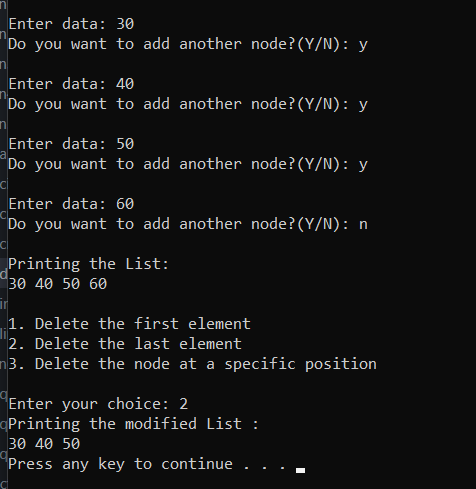 Enter data: 30
Do you want to add another node?(Y/N): y
Enter data: 40
Do you want to add another node?(Y/N): y
Enter data: 50
Do you want to add another node?(Y/N): y
Enter data: 60
Do you want to add another node?(Y/N): n
Printing the List:
30 40 50 60
1. Delete the first element
2. Delete the last element
3. Delete the node at a specific position
Enter your choice: 2
Printing the modified List :
30 40 50
Press any key to continue . . .